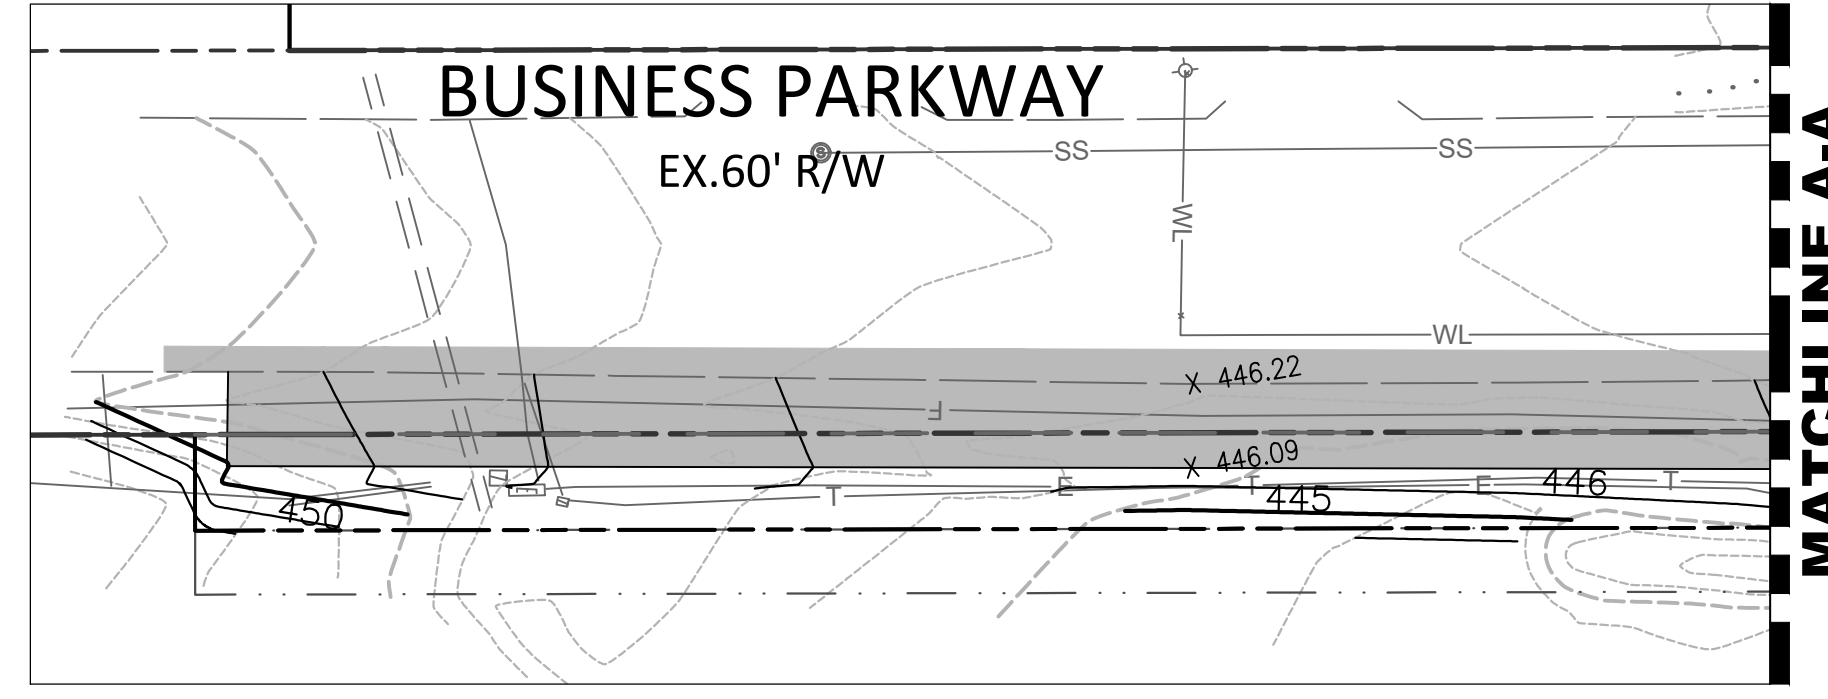 BUSINESS PARKWAY
EX.60' R/W
S
SS
SS
WL
WL
X 446.22
F
X 446.09
T
E
T
E
446
T
450
445
MATCHLINE A-A